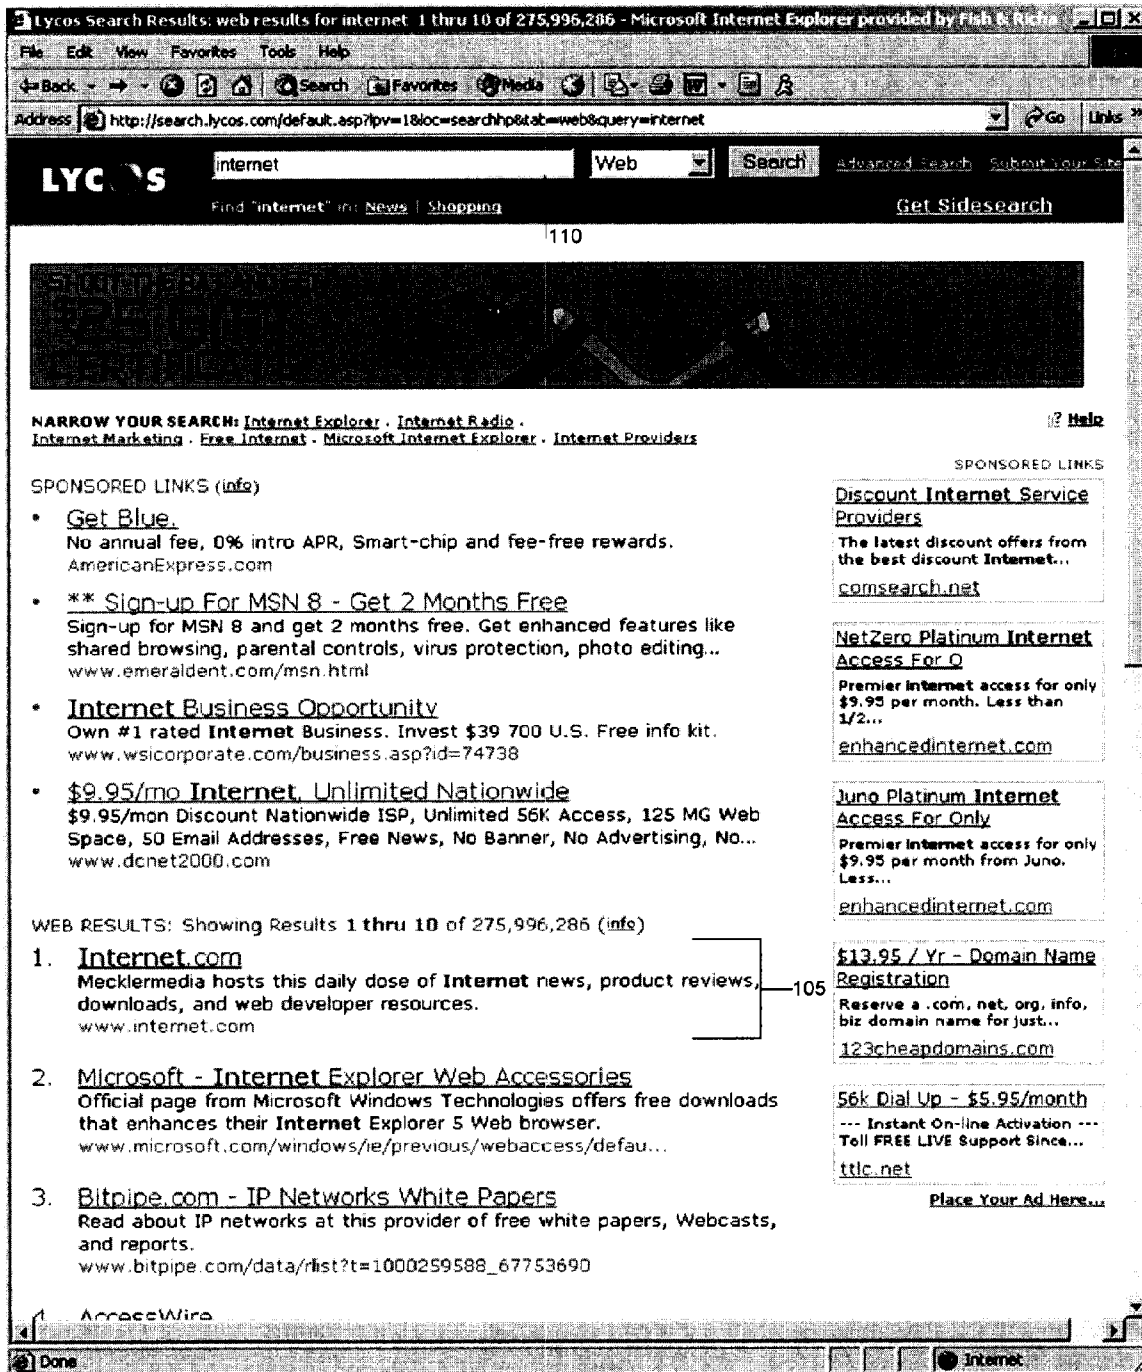 Lycos Search Results: web results for internet 1 thru 10 of 275,996,286 - Microsoft Internet Explorer provided by Fish & Richa
File Edit View Favorites Tools Help
Back Search Favorites Media
Address http://search.lycos.com/default.asp?lpv=1&loc=searchhp&tab=web&query=internet Go Links »
LYCOS internet Web Search Advanced Search Submit Your Site
Find "internet" in: News | Shopping Get Sidesearch
110
SHOOT THE
$25 GIFT
CERTIFICATE
NARROW YOUR SEARCH: Internet Explorer . Internet Radio .
Internet Marketing . Free Internet . Microsoft Internet Explorer . Internet Providers
? Help
SPONSORED LINKS (info)
• Get Blue.
No annual fee, 0% intro APR, Smart-chip and fee-free rewards.
AmericanExpress.com
• ** Sign-up For MSN 8 - Get 2 Months Free
Sign-up for MSN 8 and get 2 months free. Get enhanced features like
shared browsing, parental controls, virus protection, photo editing...
www.emeraldent.com/msn.html
• Internet Business Opportunity
Own #1 rated Internet Business. Invest $39 700 U.S. Free info kit.
www.wsicorporate.com/business.asp?id=74738
• $9.95/mo Internet, Unlimited Nationwide
$9.95/mon Discount Nationwide ISP, Unlimited 56K Access, 125 MG Web
Space, 50 Email Addresses, Free News, No Banner, No Advertising, No...
www.dcnet2000.com
WEB RESULTS: Showing Results 1 thru 10 of 275,996,286 (info)
1. Internet.com
Mecklermedia hosts this daily dose of Internet news, product reviews,
downloads, and web developer resources.
www.internet.com
105
2. Microsoft - Internet Explorer Web Accessories
Official page from Microsoft Windows Technologies offers free downloads
that enhances their Internet Explorer 5 Web browser.
www.microsoft.com/windows/ie/previous/webaccess/defau...
3. Bitpipe.com - IP Networks White Papers
Read about IP networks at this provider of free white papers, Webcasts,
and reports.
www.bitpipe.com/data/rlist?t=1000259588_67753690
4. AccessWire
SPONSORED LINKS
Discount Internet Service
Providers
The latest discount offers from
the best discount Internet...
comsearch.net
NetZero Platinum Internet
Access For O
Premier internet access for only
$9.95 per month. Less than
1/2...
enhancedinternet.com
Juno Platinum Internet
Access For Only
Premier internet access for only
$9.95 per month from Juno.
Less...
enhancedinternet.com
$13.95 / Yr - Domain Name
Registration
Reserve a .com, net, org, info,
biz domain name for just...
123cheapdomains.com
56k Dial Up - $5.95/month
--- Instant On-line Activation ---
Toll FREE LIVE Support Since...
ttlc.net
Place Your Ad Here...
Done Internet